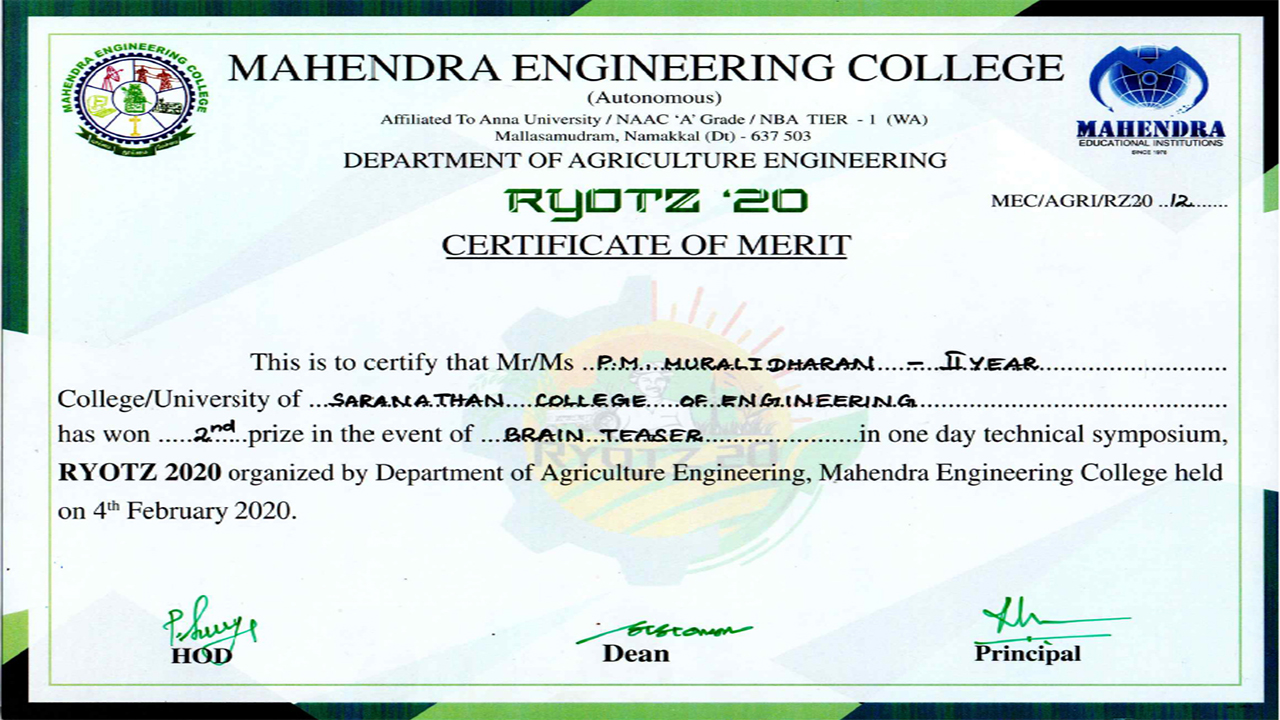 MAHENDRA ENGINEERING COLLEGE
MAHENDRA ENGINEERING COLLEGE
(Autonomous)
Affiliated To Anna University / NAAC ‘A’ Grade / NBA TIER - 1 (WA)
Mallasamudram, Namakkal (Dt) - 637 503
MAHENDRA
EDUCATIONAL INSTITUTIONS
SINCE 1978
DEPARTMENT OF AGRICULTURE ENGINEERING
RYOTZ ‘20
MEC/AGRI/RZ20 ..12.......
CERTIFICATE OF MERIT
This is to certify that Mr/Ms ..P.M. MURALIDHARAN - II YEAR
College/University of ...SARANATHAN COLLEGE OF ENGINEERING
has won .....2nd.....prize in the event of ....BRAIN TEASER.......in one day technical symposium,
RYOTZ 20
RYOTZ 2020 organized by Department of Agriculture Engineering, Mahendra Engineering College held
on 4th February 2020.
HOD
Dean
Principal